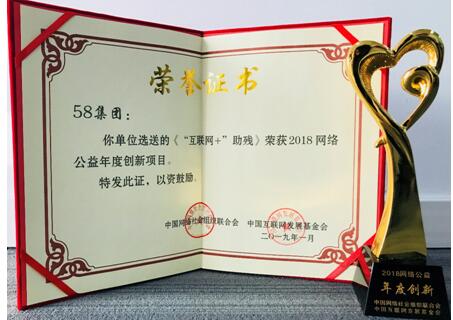 荣誉证书
58集团：
你单位选送的《“互联网+”助残》荣获2018网络
公益年度创新项目。
特发此证，以资鼓励。
中国网络社会组织联合会 中国互联网发展基金会
二〇一九年一月
2018网络公益
年度创新
中国网络社会组织联合会
中国互联网发展基金会